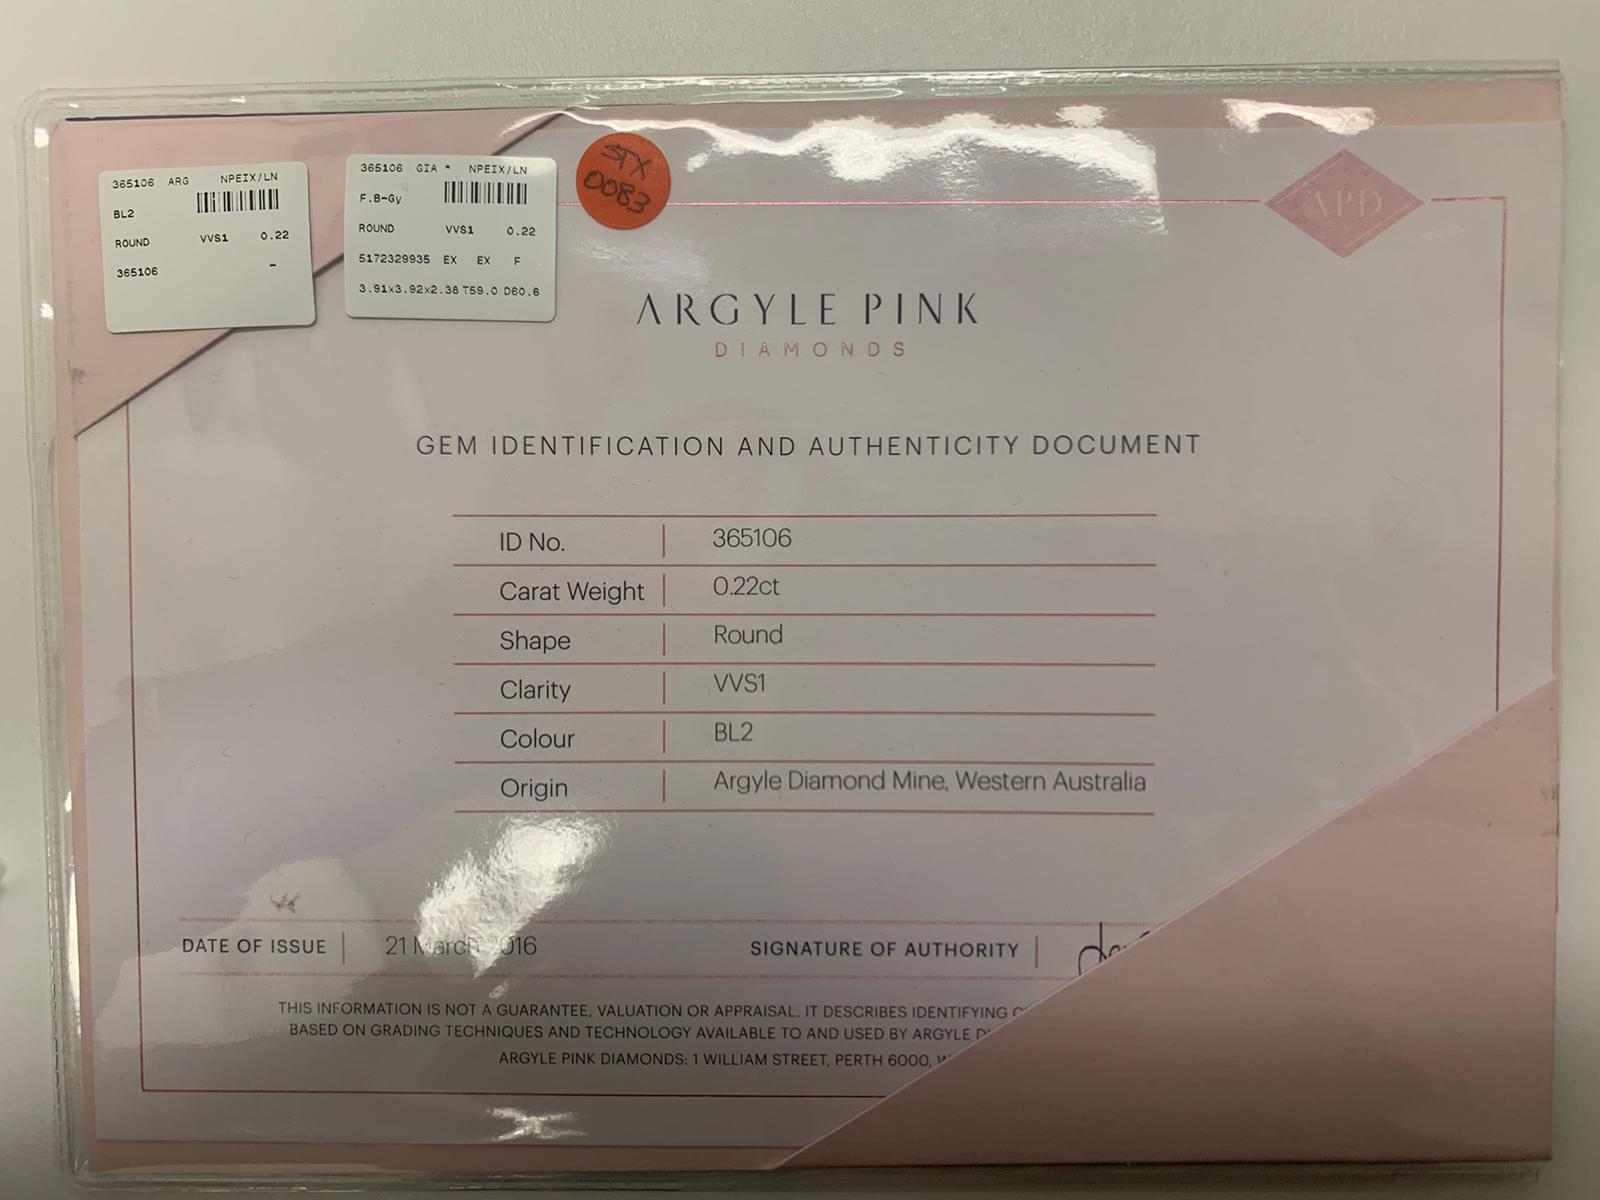 365106 ARG NPEIX/LN
BL2
ROUND VVS1 0.22
365106 -
365106 GIA * NPEIX/LN
F.B-Gy
ROUND VVS1 0.22
5172329935 EX EX F
3.91x3.92x2.38 T59.0 D60.6
STX
0083
APD
ARGYLE PINK
DIAMONDS
GEM IDENTIFICATION AND AUTHENTICITY DOCUMENT
ID No. 365106
Carat Weight 0.22ct
Shape Round
Clarity VVS1
Colour BL2
Origin Argyle Diamond Mine, Western Australia
DATE OF ISSUE 21 March 2016
SIGNATURE OF AUTHORITY
THIS INFORMATION IS NOT A GUARANTEE, VALUATION OR APPRAISAL. IT DESCRIBES IDENTIFYING
BASED ON GRADING TECHNIQUES AND TECHNOLOGY AVAILABLE TO AND USED BY ARGYLE
ARGYLE PINK DIAMONDS: 1 WILLIAM STREET, PERTH 6000,